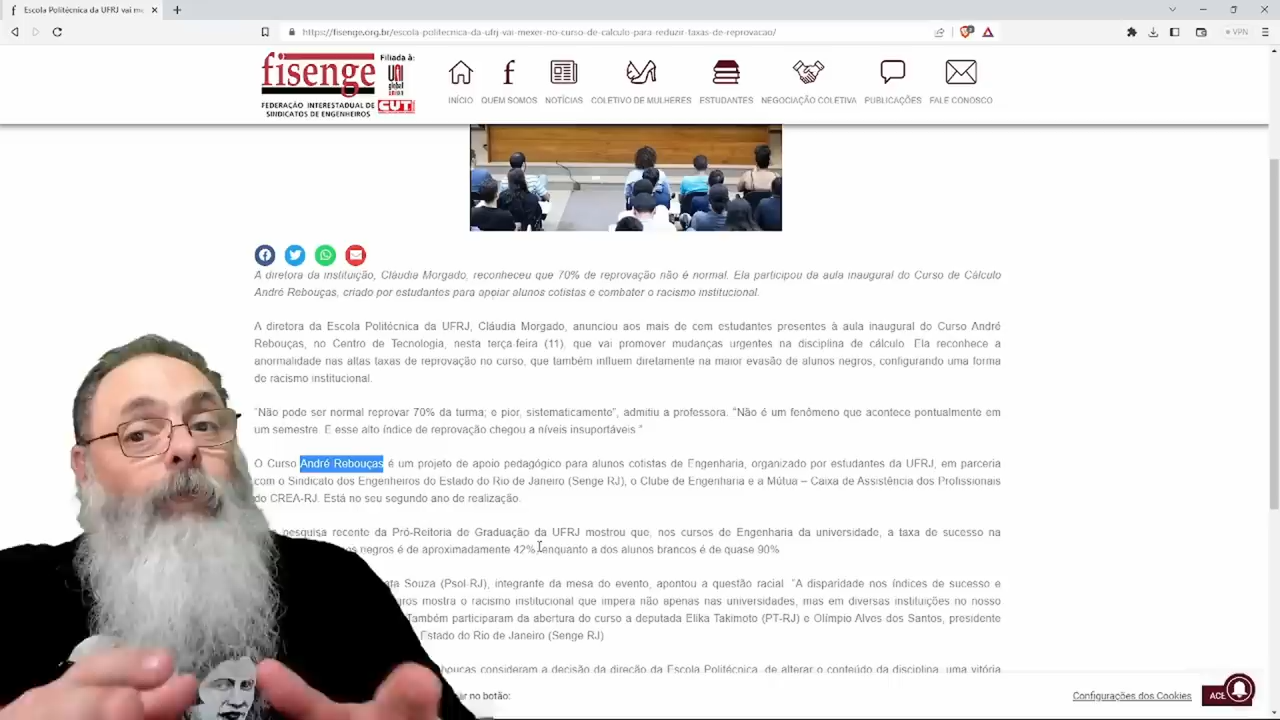 Escola Politécnica da UFRJ vai m
https://fisenge.org.br/escola-politecnica-da-ufrj-vai-mexer-no-curso-de-calculo-para-reduzir-taxas-de-reprovacao/
VPN
fisenge
FEDERAÇÃO INTERESTADUAL DE
SINDICATOS DE ENGENHEIROS
Filiada à:
UNI
global
union
CUT
INÍCIO
QUEM SOMOS
NOTÍCIAS
COLETIVO DE MULHERES
ESTUDANTES
NEGOCIAÇÃO COLETIVA
PUBLICAÇÕES
FALE CONOSCO
A diretora da instituição, Cláudia Morgado, reconheceu que 70% de reprovação não é normal. Ela participou da aula inaugural do Curso de Cálculo
André Rebouças, criado por estudantes para apoiar alunos cotistas e combater o racismo institucional.
A diretora da Escola Politécnica da UFRJ, Cláudia Morgado, anunciou aos mais de cem estudantes presentes à aula inaugural do Curso André
Rebouças, no Centro de Tecnologia, nesta terça-feira (11), que vai promover mudanças urgentes na disciplina de cálculo. Ela reconhece a
anormalidade nas altas taxas de reprovação no curso, que também influem diretamente na maior evasão de alunos negros, configurando uma forma
de racismo institucional.
“Não pode ser normal reprovar 70% da turma; e pior, sistematicamente”, admitiu a professora. “Não é um fenômeno que acontece pontualmente em
um semestre. E esse alto índice de reprovação chegou a níveis insuportáveis.”
O Curso André Rebouças é um projeto de apoio pedagógico para alunos cotistas de Engenharia, organizado por estudantes da UFRJ, em parceria
com o Sindicato dos Engenheiros do Estado do Rio de Janeiro (Senge RJ), o Clube de Engenharia e a Mútua – Caixa de Assistência dos Profissionais
do CREA-RJ. Está no seu segundo ano de realização.
pesquisa recente da Pró-Reitoria de Graduação da UFRJ mostrou que, nos cursos de Engenharia da universidade, a taxa de sucesso na
negros é de aproximadamente 42%, enquanto a dos alunos brancos é de quase 90%
Souza (Psol-RJ), integrante da mesa do evento, apontou a questão racial. “A disparidade nos índices de sucesso e
mostra o racismo institucional que impera não apenas nas universidades, mas em diversas instituições no nosso
Também participaram da abertura do curso a deputada Elika Takimoto (PT-RJ) e Olímpio Alves dos Santos, presidente
Estado do Rio de Janeiro (Senge RJ)
consideram a decisão da direção da Escola Politécnica, de alterar o conteúdo da disciplina, uma vitória
ar no botão:
Configurações dos Cookies
ACE